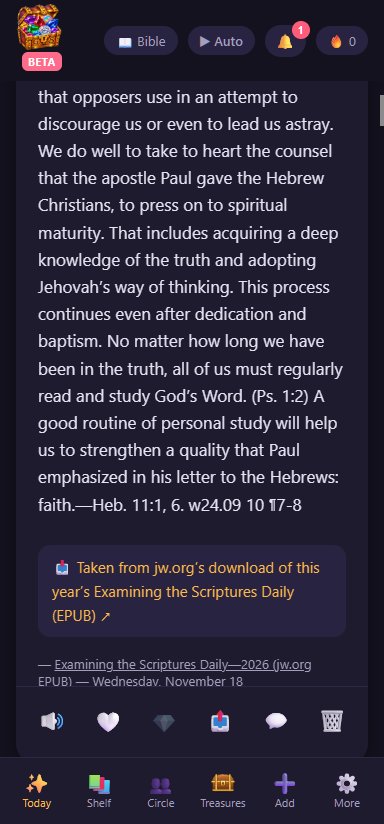 BETA
Bible
Auto
1
0
that opposers use in an attempt to
discourage us or even to lead us astray.
We do well to take to heart the counsel
that the apostle Paul gave the Hebrew
Christians, to press on to spiritual
maturity. That includes acquiring a deep
knowledge of the truth and adopting
Jehovah’s way of thinking. This process
continues even after dedication and
baptism. No matter how long we have
been in the truth, all of us must regularly
read and study God’s Word. (Ps. 1:2) A
good routine of personal study will help
us to strengthen a quality that Paul
emphasized in his letter to the Hebrews:
faith.—Heb. 11:1, 6. w24.09 10 ¶7-8
Taken from jw.org’s download of this
year’s Examining the Scriptures Daily
(EPUB) ↗
— Examining the Scriptures Daily—2026 (jw.org
EPUB) — Wednesday, November 18
Today
Shelf
Circle
Treasures
Add
More